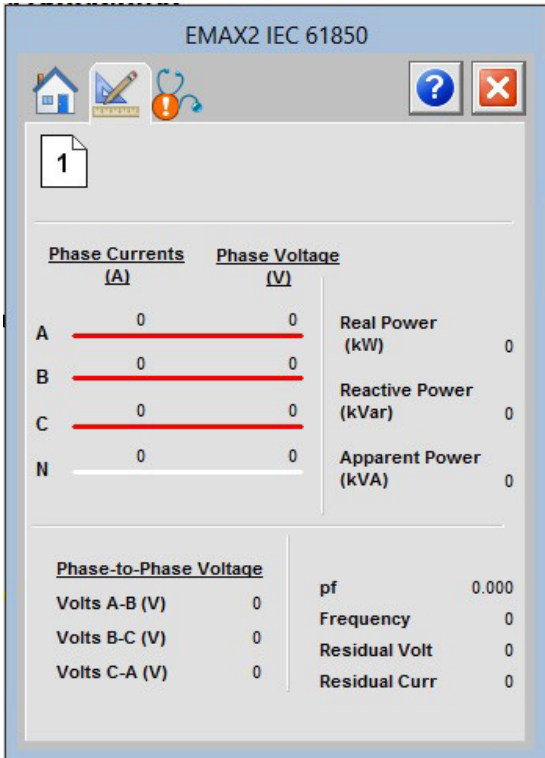 EMAX2 IEC 61850
?
1
Phase Currents
(A)
Phase Voltage
(V)
A 0 0
B 0 0
C 0 0
N 0 0
Real Power
(kW) 0
Reactive Power
(kVar) 0
Apparent Power
(kVA) 0
Phase-to-Phase Voltage
Volts A-B (V) 0
Volts B-C (V) 0
Volts C-A (V) 0
pf 0.000
Frequency 0
Residual Volt 0
Residual Curr 0